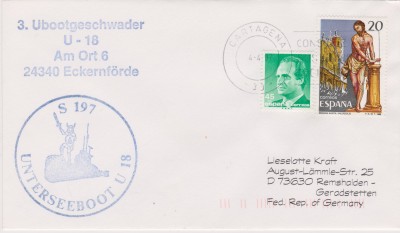 3. Ubootgeschwader
U - 18
Am Ort 6
24340 Eckernförde
CARTAGENA
20
45
ESPAÑA
S 197
UNTERSEEBOOT U 18
Lieselotte Kraft
August-Lämmle-Str. 25
D 73630 Remshalden-
Geradstetten
Fed. Rep. of Germany